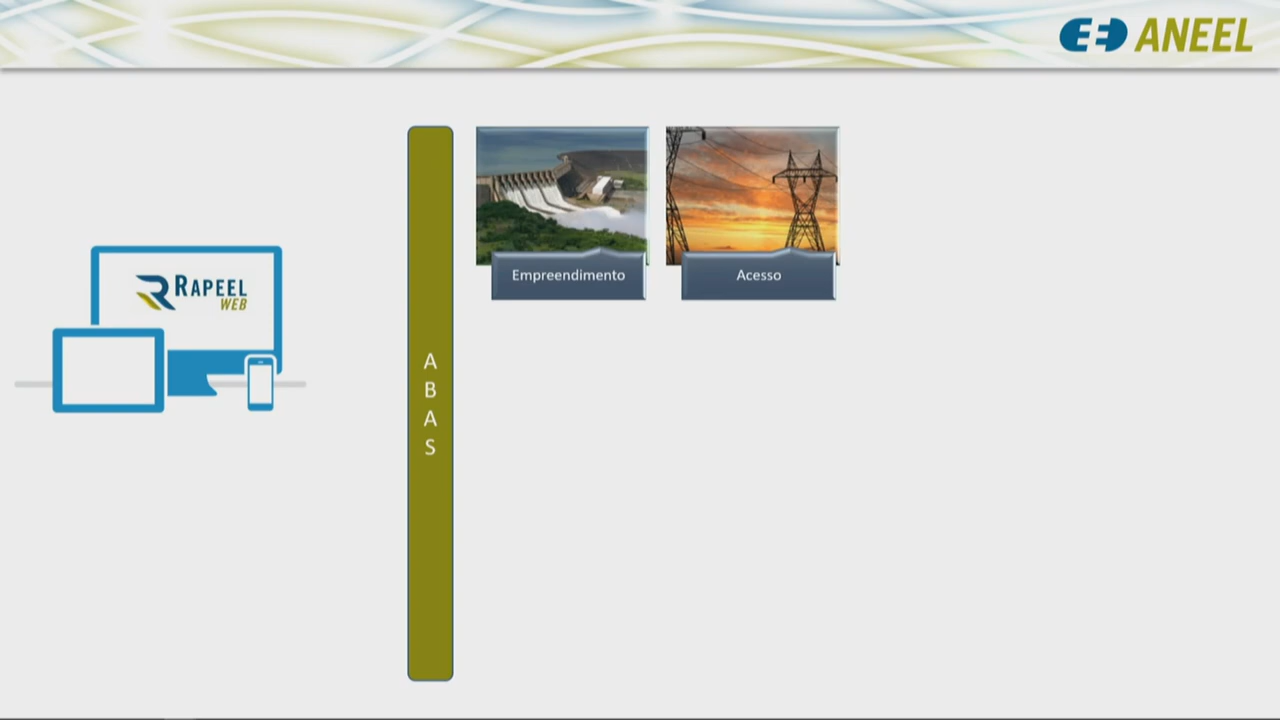 ANEEL
RAPEEL
WEB
A
B
A
S
Empreendimento
Acesso